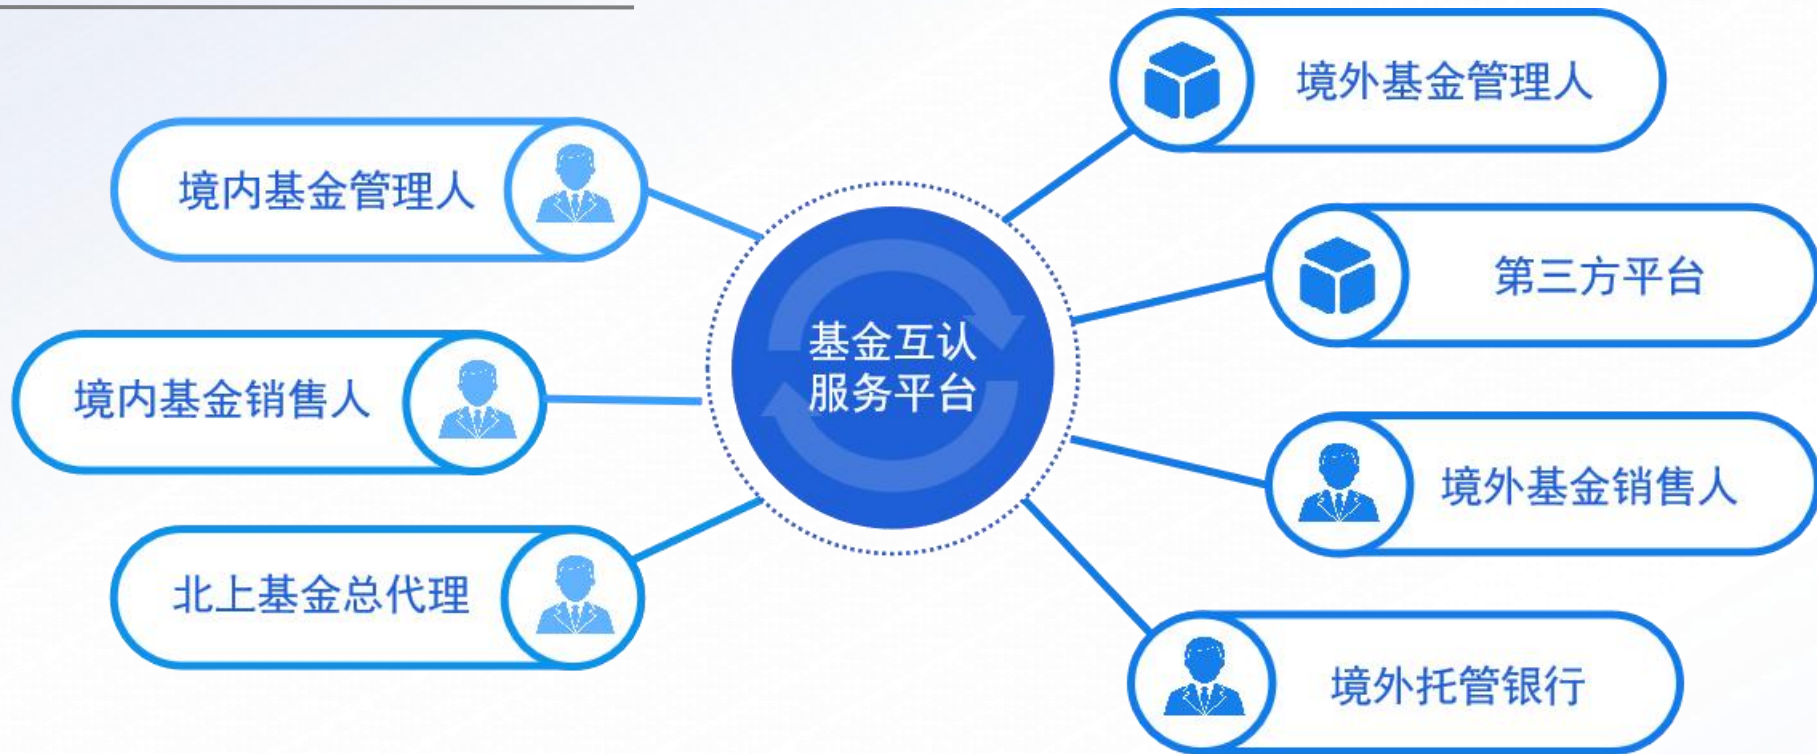 境内基金管理人
境内基金销售人
北上基金总代理
基金互认
服务平台
境外基金管理人
第三方平台
境外基金销售人
境外托管银行